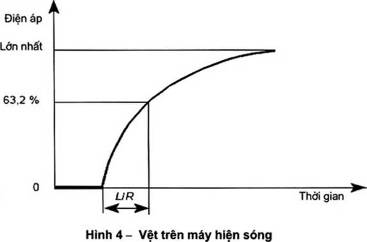 Điện áp
Lớn nhất
63,2 %
0
L/R
Thời gian
Hình 4 – Vệt trên máy hiện sóng